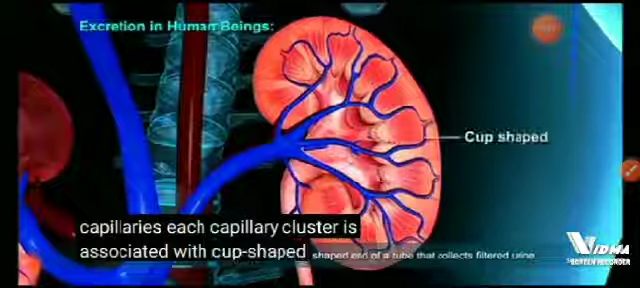 Excretion in Human Beings:
Cup shaped
capillaries each capillary cluster is
associated with cup-shaped
shaped end of a tube that collects filtered urine
VIDMA
SCREEN RECORDER